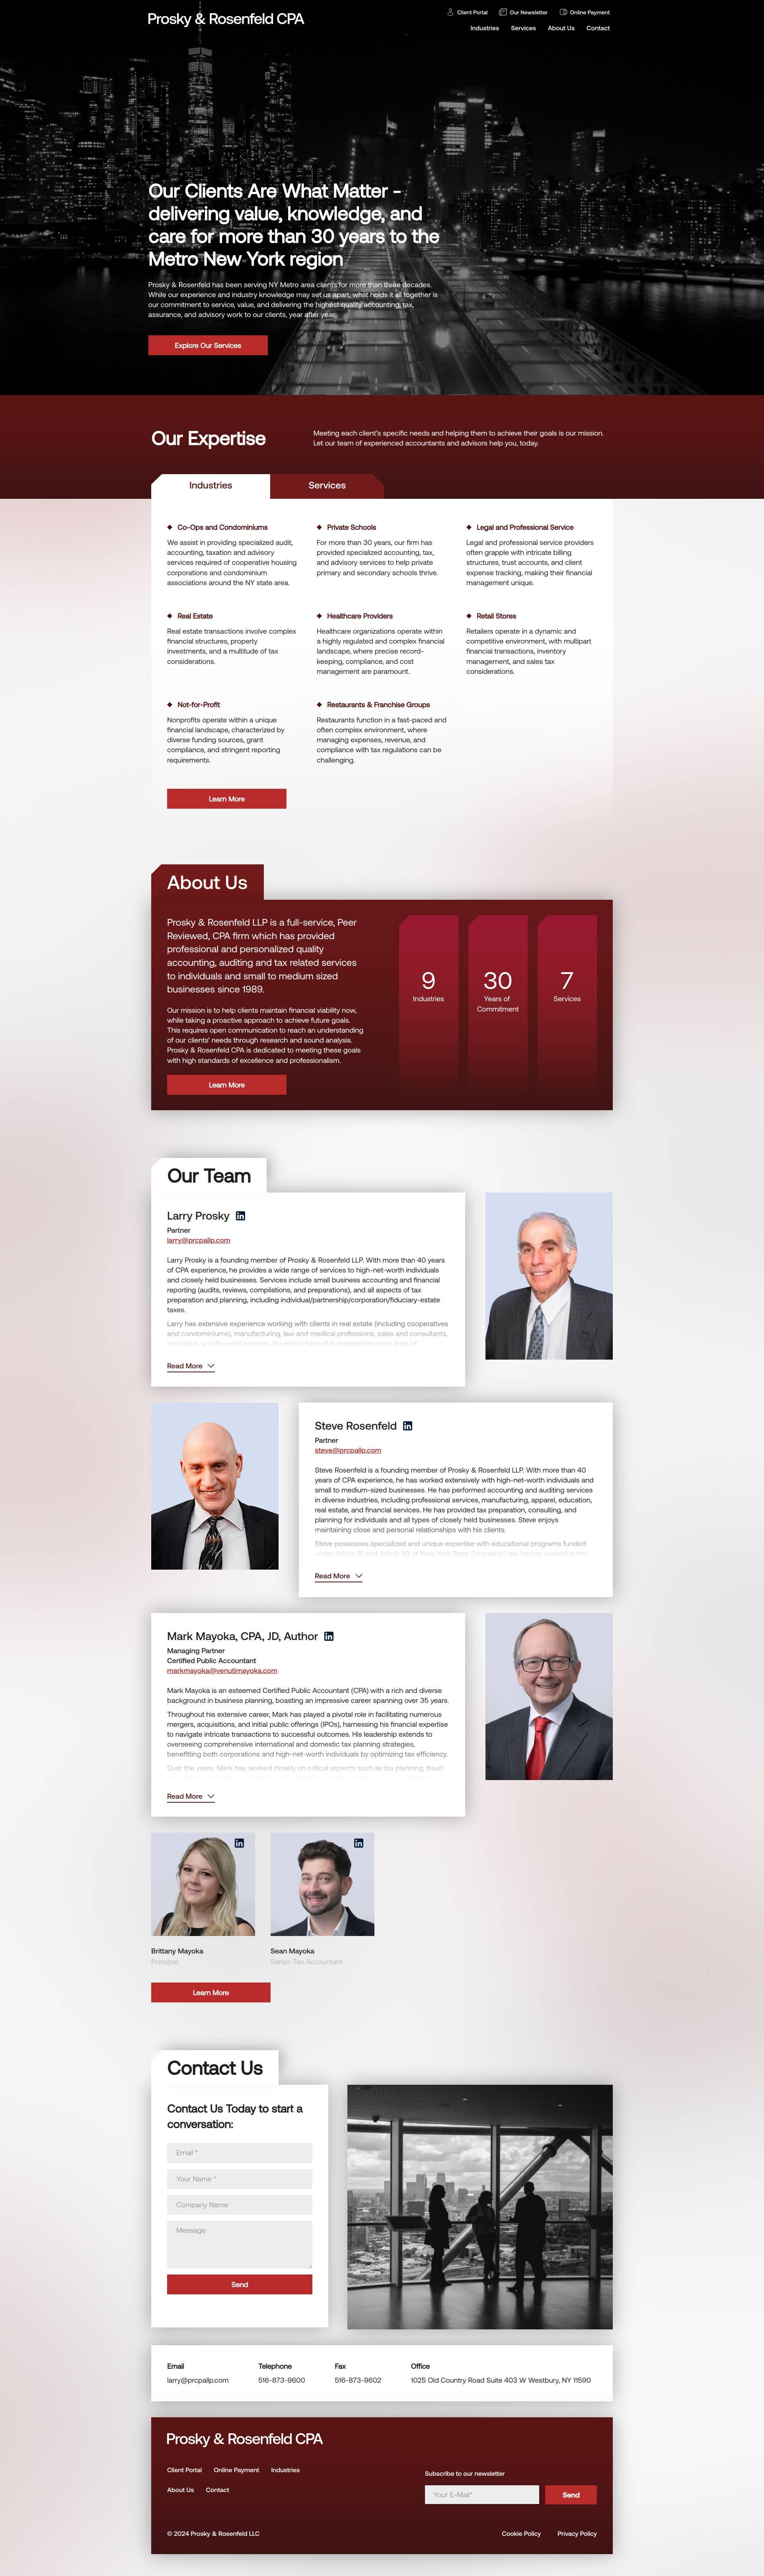 Prosky & Rosenfeld CPA
Client Portal
Our Newsletter
Online Payment
Industries
Services
About Us
Contact
Our Clients Are What Matter -
delivering value, knowledge, and
care for more than 30 years to the
Metro New York region
Prosky & Rosenfeld has been serving NY Metro area clients for more than three decades.
While our experience and industry knowledge may set us apart, what holds it all together is
our commitment to service, value, and delivering the highest quality accounting, tax,
assurance, and advisory work to our clients, year after year.
Explore Our Services
Our Expertise
Meeting each client's specific needs and helping them to achieve their goals is our mission.
Let our team of experienced accountants and advisors help you, today.
Industries
Services
Co-Ops and Condominiums
We assist in providing specialized audit,
accounting, taxation and advisory
services required of cooperative housing
corporations and condominium
associations around the NY state area.
Private Schools
For more than 30 years, our firm has
provided specialized accounting, tax,
and advisory services to help private
primary and secondary schools thrive.
Legal and Professional Service
Legal and professional service providers
often grapple with intricate billing
structures, trust accounts, and client
expense tracking, making their financial
management unique.
Real Estate
Real estate transactions involve complex
financial structures, property
investments, and a multitude of tax
considerations.
Healthcare Providers
Healthcare organizations operate within
a highly regulated and complex financial
landscape, where precise record-
keeping, compliance, and cost
management are paramount.
Retail Stores
Retailers operate in a dynamic and
competitive environment, with multipart
financial transactions, inventory
management, and sales tax
considerations.
Not-for-Profit
Nonprofits operate within a unique
financial landscape, characterized by
diverse funding sources, grant
compliance, and stringent reporting
requirements.
Restaurants & Franchise Groups
Restaurants function in a fast-paced and
often complex environment, where
managing expenses, revenue, and
compliance with tax regulations can be
challenging.
Learn More
About Us
Prosky & Rosenfeld LLP is a full-service, Peer
Reviewed, CPA firm which has provided
professional and personalized quality
accounting, auditing and tax related services
to individuals and small to medium sized
businesses since 1989.
Our mission is to help clients maintain financial viability now,
while taking a proactive approach to achieve future goals.
This requires open communication to reach an understanding
of our clients' needs through research and sound analysis.
Prosky & Rosenfeld CPA is dedicated to meeting these goals
with high standards of excellence and professionalism.
Learn More
9
Industries
30
Years of
Commitment
7
Services
Our Team
Larry Prosky
Partner
larry@prcpallp.com
Larry Prosky is a founding member of Prosky & Rosenfeld LLP. With more than 40 years
of CPA experience, he provides a wide range of services to high-net-worth individuals
and closely held businesses. Services include small business accounting and financial
reporting (audits, reviews, compilations, and preparations), and all aspects of tax
preparation and planning, including individual/partnership/corporation/fiduciary-estate
taxes.
Larry has extensive experience working with clients in real estate (including cooperatives
and condominiums), manufacturing, law and medical professions, sales and consultants,
insurance, and financial services. He prides himself in maintaining open lines of
Read More
Steve Rosenfeld
Partner
steve@prcpallp.com
Steve Rosenfeld is a founding member of Prosky & Rosenfeld LLP. With more than 40
years of CPA experience, he has worked extensively with high-net-worth individuals and
small to medium-sized businesses. He has performed accounting and auditing services
in diverse industries, including professional services, manufacturing, apparel, education,
real estate, and financial services. He has provided tax preparation, consulting, and
planning for individuals and all types of closely held businesses. Steve enjoys
maintaining close and personal relationships with his clients.
Steve possesses specialized and unique expertise with educational programs funded
under Article 81 and Article 89 of New York State Education Law, having worked in this
Read More
Mark Mayoka, CPA, JD, Author
Managing Partner
Certified Public Accountant
markmayoka@venutimayoka.com
Mark Mayoka is an esteemed Certified Public Accountant (CPA) with a rich and diverse
background in business planning, boasting an impressive career spanning over 35 years.
Throughout his extensive career, Mark has played a pivotal role in facilitating numerous
mergers, acquisitions, and initial public offerings (IPOs), harnessing his financial expertise
to navigate intricate transactions to successful outcomes. His leadership extends to
overseeing comprehensive international and domestic tax planning strategies,
benefitting both corporations and high-net-worth individuals by optimizing tax efficiency.
Over the years, Mark has worked closely on critical aspects such as tax planning, fraud
Read More
Brittany Mayoka
Principal
Sean Mayoka
Senior Tax Accountant
Learn More
Contact Us
Contact Us Today to start a
conversation:
Email *
Your Name *
Company Name
Message
Send
Email
larry@prcpallp.com
Telephone
516-873-9600
Fax
516-873-9602
Office
1025 Old Country Road Suite 403 W Westbury, NY 11590
Prosky & Rosenfeld CPA
Client Portal
Online Payment
Industries
About Us
Contact
Subscribe to our newsletter
Your E-Mail*
Send
© 2024 Prosky & Rosenfeld LLC
Cookie Policy
Privacy Policy